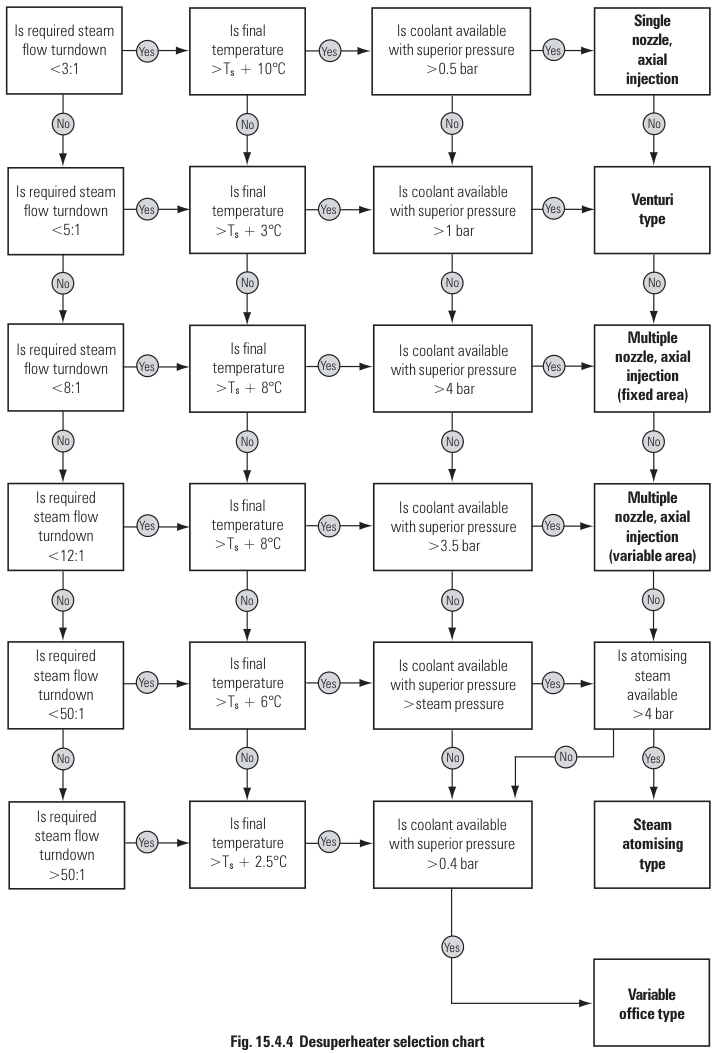 Is required steam
flow turndown
<3:1
Yes
Is final
temperature
>Ts + 10°C
Yes
Is coolant available
with superior pressure
>0.5 bar
Yes
Single
nozzle,
axial
injection
No
No
No
No
Is required steam
flow turndown
<5:1
Yes
Is final
temperature
>Ts + 3°C
Yes
Is coolant available
with superior pressure
>1 bar
Yes
Venturi
type
No
No
No
No
Is required steam
flow turndown
<8:1
Yes
Is final
temperature
>Ts + 8°C
Yes
Is coolant available
with superior pressure
>4 bar
Yes
Multiple
nozzle, axial
injection
(fixed area)
No
No
No
No
Is required
steam flow
turndown
<12:1
Yes
Is final
temperature
>Ts + 8°C
Yes
Is coolant available
with superior pressure
>3.5 bar
Yes
Multiple
nozzle, axial
injection
(variable area)
No
No
No
No
Is required
steam flow
turndown
<50:1
Yes
Is final
temperature
>Ts + 6°C
Yes
Is coolant available
with superior pressure
>steam pressure
Yes
Is atomising
steam
available
>4 bar
No
No
No
No
Yes
Is required
steam flow
turndown
>50:1
Yes
Is final
temperature
>Ts + 2.5°C
Yes
Is coolant available
with superior pressure
>0.4 bar
Steam
atomising
type
Yes
Variable
office type
Fig. 15.4.4 Desuperheater selection chart